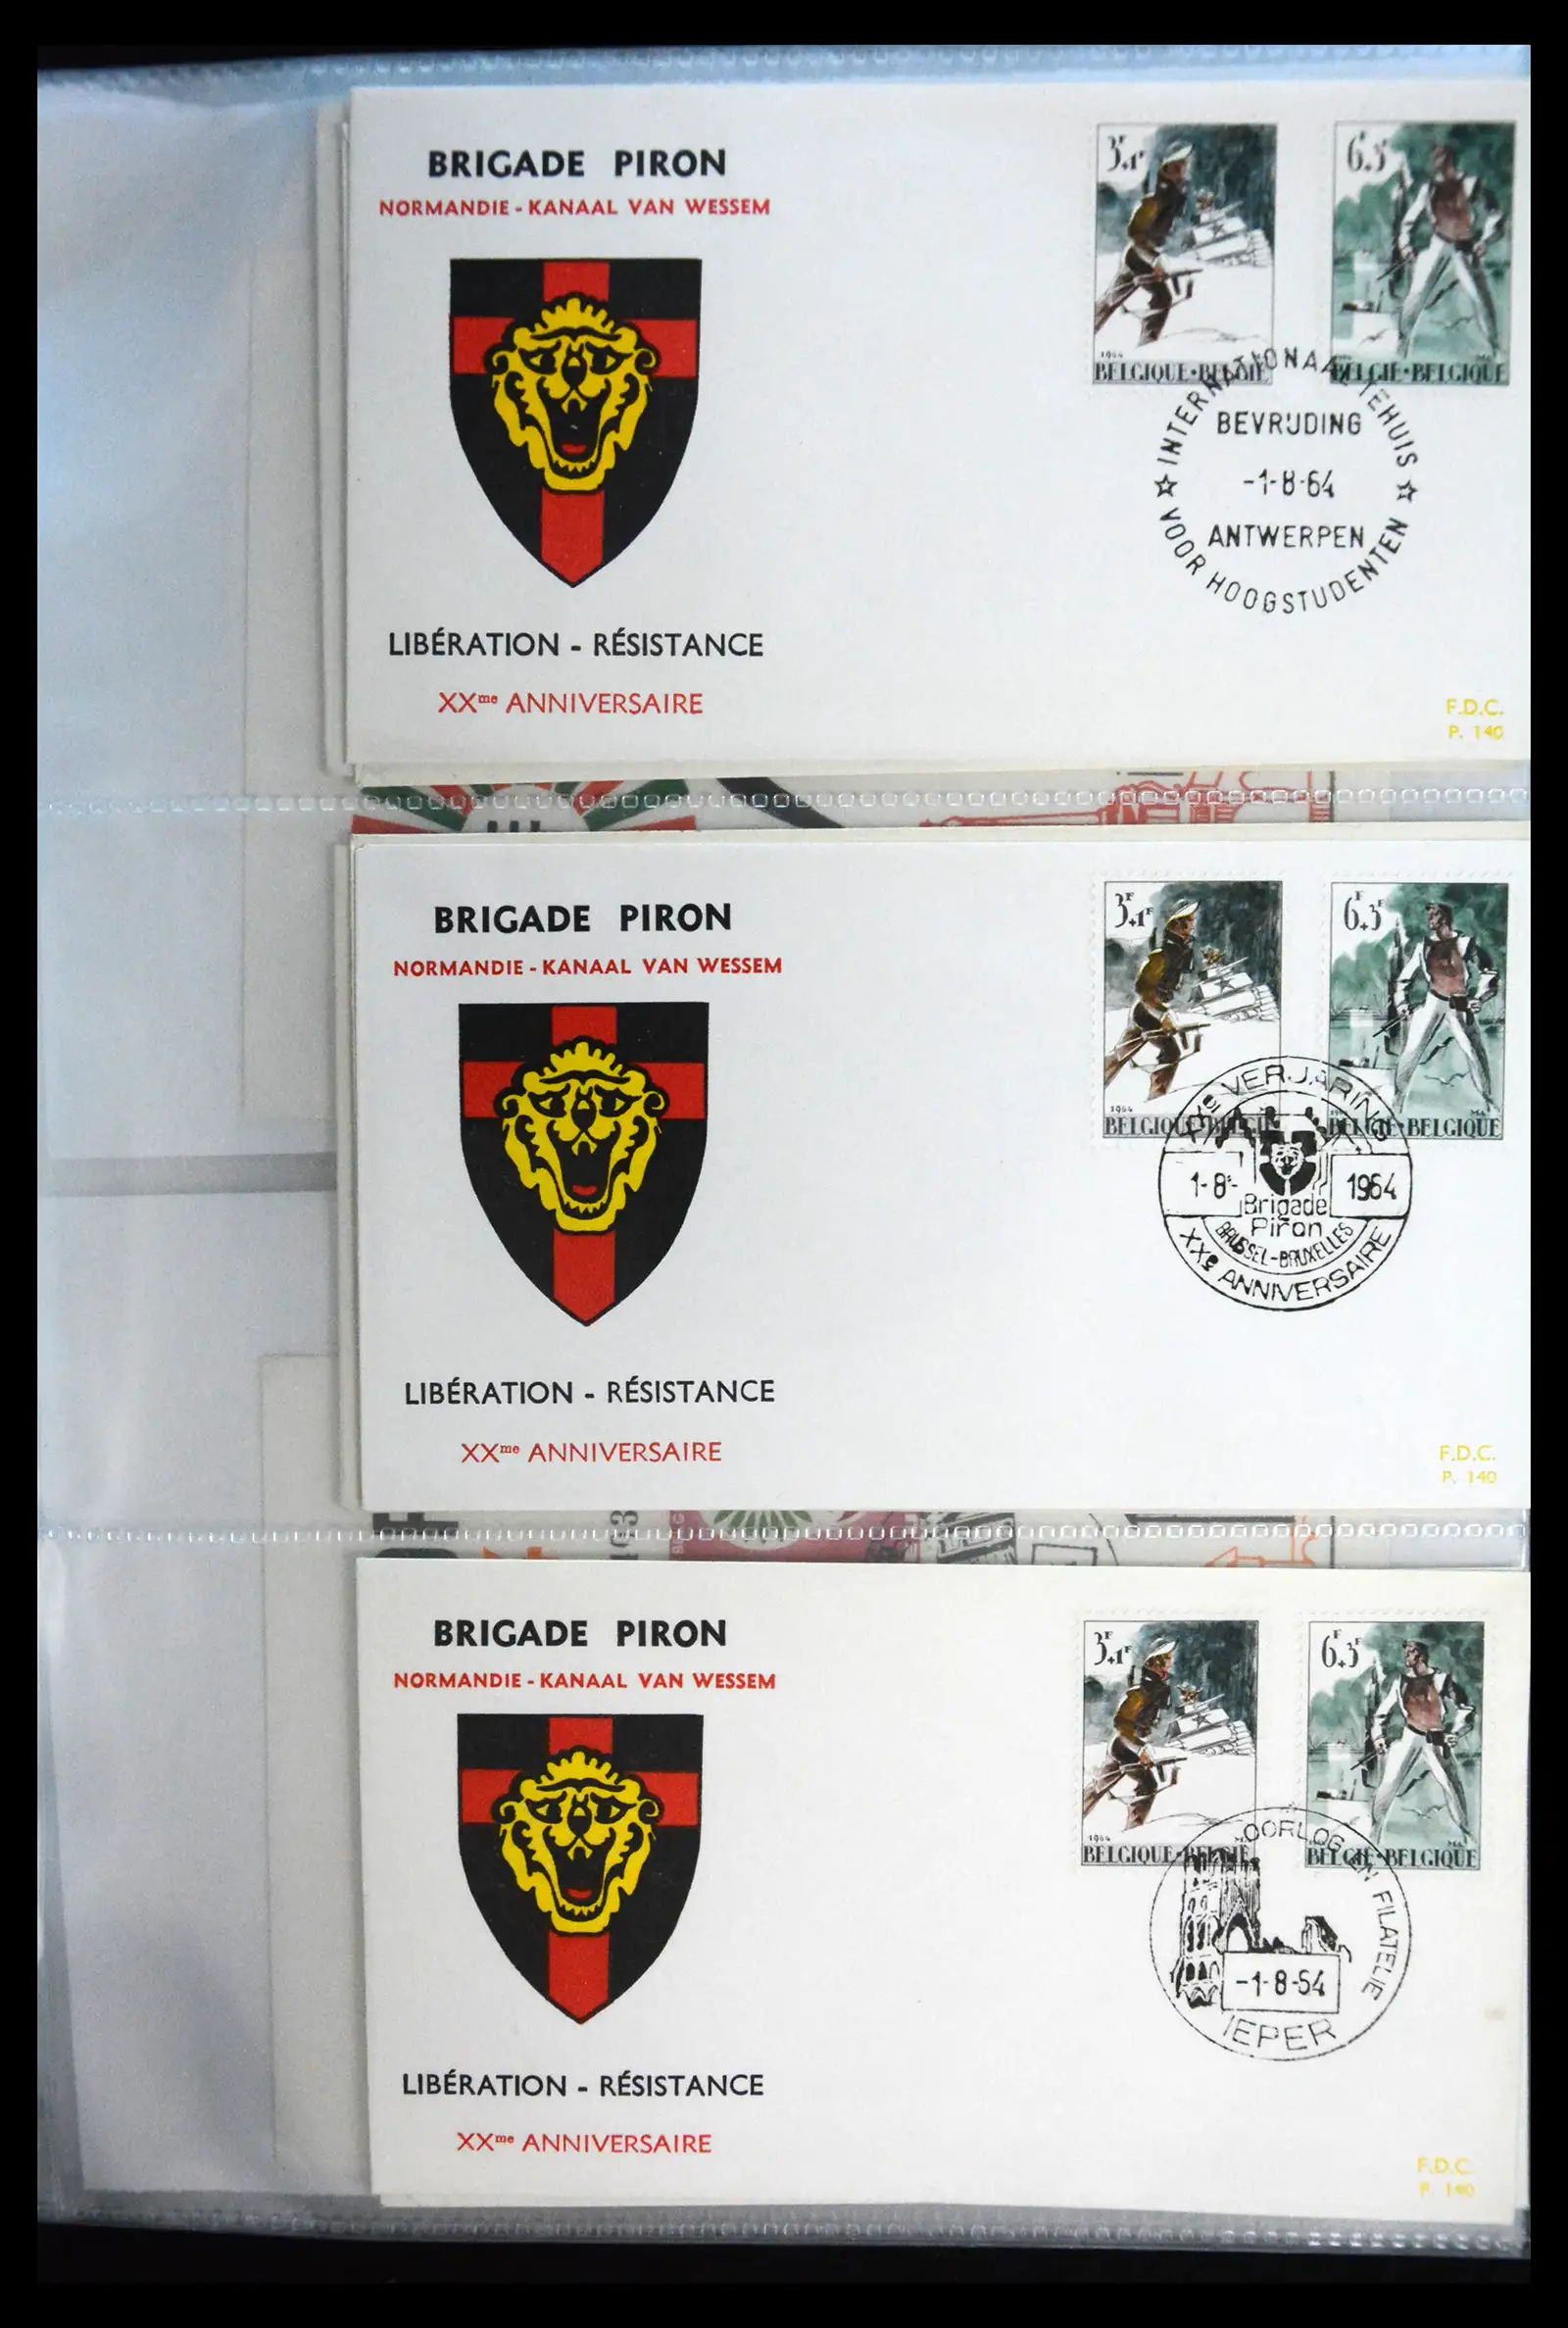 BRIGADE PIRON
NORMANDIE - KANAAL VAN WESSEM
LIBÉRATION - RÉSISTANCE
XXme ANNIVERSAIRE
3F+1F
1964
BELGIQUE•BELGIË
6F+3F
BELGIË•BELGIQUE
INTERNATIONAAL TEHUIS
BEVRIJDING
-1-8-64
ANTWERPEN
VOOR HOOGSTUDENTEN
F.D.C.
P. 140
BRIGADE PIRON
NORMANDIE - KANAAL VAN WESSEM
LIBÉRATION - RÉSISTANCE
XXme ANNIVERSAIRE
3F+1F
1964
BELGIQUE•BELGIË
6F+3F
BELGIË•BELGIQUE
XXe VERJARING
1-8- 1964
Brigade
Piron
BRUSSEL-BRUXELLES
XXe ANNIVERSAIRE
F.D.C.
P. 140
BRIGADE PIRON
NORMANDIE - KANAAL VAN WESSEM
LIBÉRATION - RÉSISTANCE
XXme ANNIVERSAIRE
3F+1F
1964
BELGIQUE•BELGIË
6F+3F
BELGIË•BELGIQUE
OORLOG EN FILATELIE
-1-8-64
IEPER
F.D.C.
P. 140